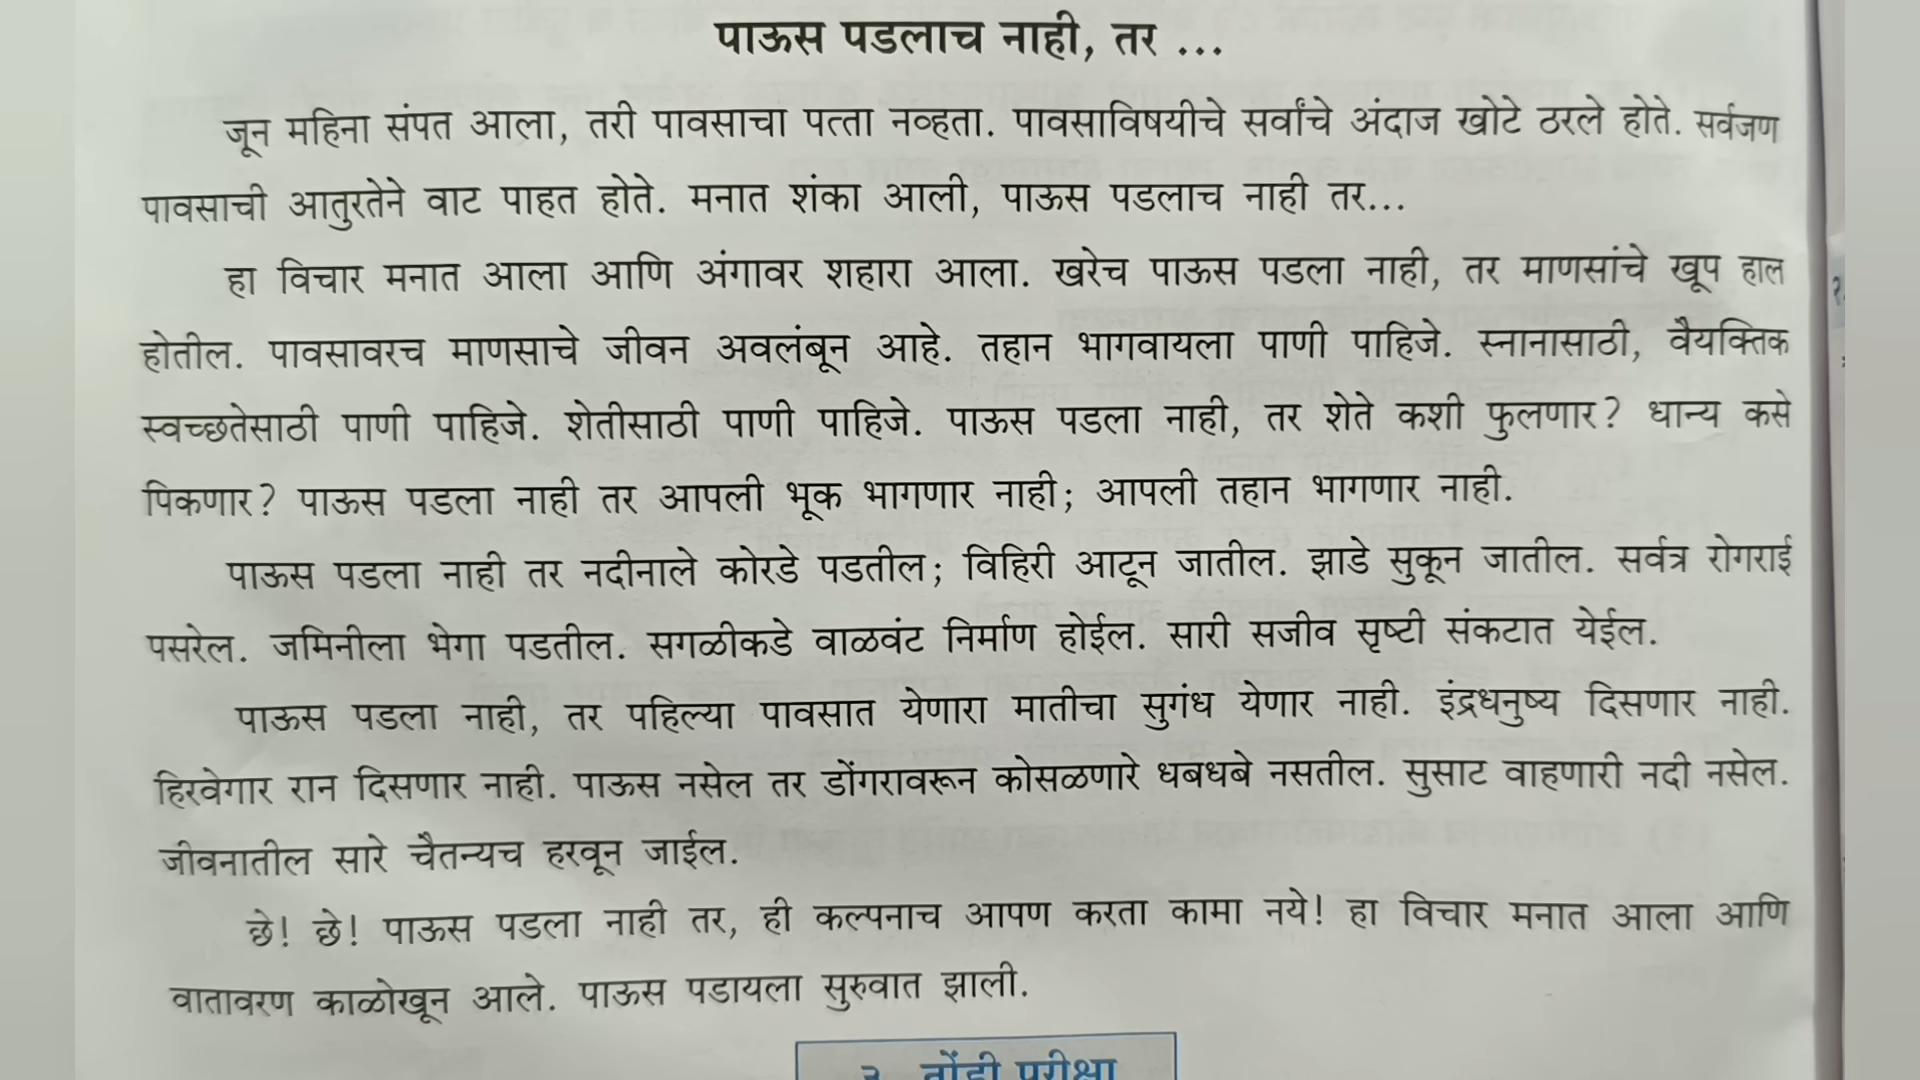 पाऊस पडलाच नाही, तर ...
जून महिना संपत आला, तरी पावसाचा पत्ता नव्हता. पावसाविषयीचे सर्वांचे अंदाज खोटे ठरले होते. सर्वजण
पावसाची आतुरतेने वाट पाहत होते. मनात शंका आली, पाऊस पडलाच नाही तर...
हा विचार मनात आला आणि अंगावर शहारा आला. खरेच पाऊस पडला नाही, तर माणसांचे खूप हाल
होतील. पावसावरच माणसाचे जीवन अवलंबून आहे. तहान भागवायला पाणी पाहिजे. स्नानासाठी, वैयक्तिक
स्वच्छतेसाठी पाणी पाहिजे. शेतीसाठी पाणी पाहिजे. पाऊस पडला नाही, तर शेते कशी फुलणार? धान्य कसे
पिकणार? पाऊस पडला नाही तर आपली भूक भागणार नाही; आपली तहान भागणार नाही.
पाऊस पडला नाही तर नदीनाले कोरडे पडतील; विहिरी आटून जातील. झाडे सुकून जातील. सर्वत्र रोगराई
पसरेल. जमिनीला भेगा पडतील. सगळीकडे वाळवंट निर्माण होईल. सारी सजीव सृष्टी संकटात येईल.
पाऊस पडला नाही, तर पहिल्या पावसात येणारा मातीचा सुगंध येणार नाही. इंद्रधनुष्य दिसणार नाही.
हिरवेगार रान दिसणार नाही. पाऊस नसेल तर डोंगरावरून कोसळणारे धबधबे नसतील. सुसाट वाहणारी नदी नसेल.
जीवनातील सारे चैतन्यच हरवून जाईल.
छे! छे! पाऊस पडला नाही तर, ही कल्पनाच आपण करता कामा नये! हा विचार मनात आला आणि
वातावरण काळोखून आले. पाऊस पडायला सुरुवात झाली.
तोंडी परीक्षा